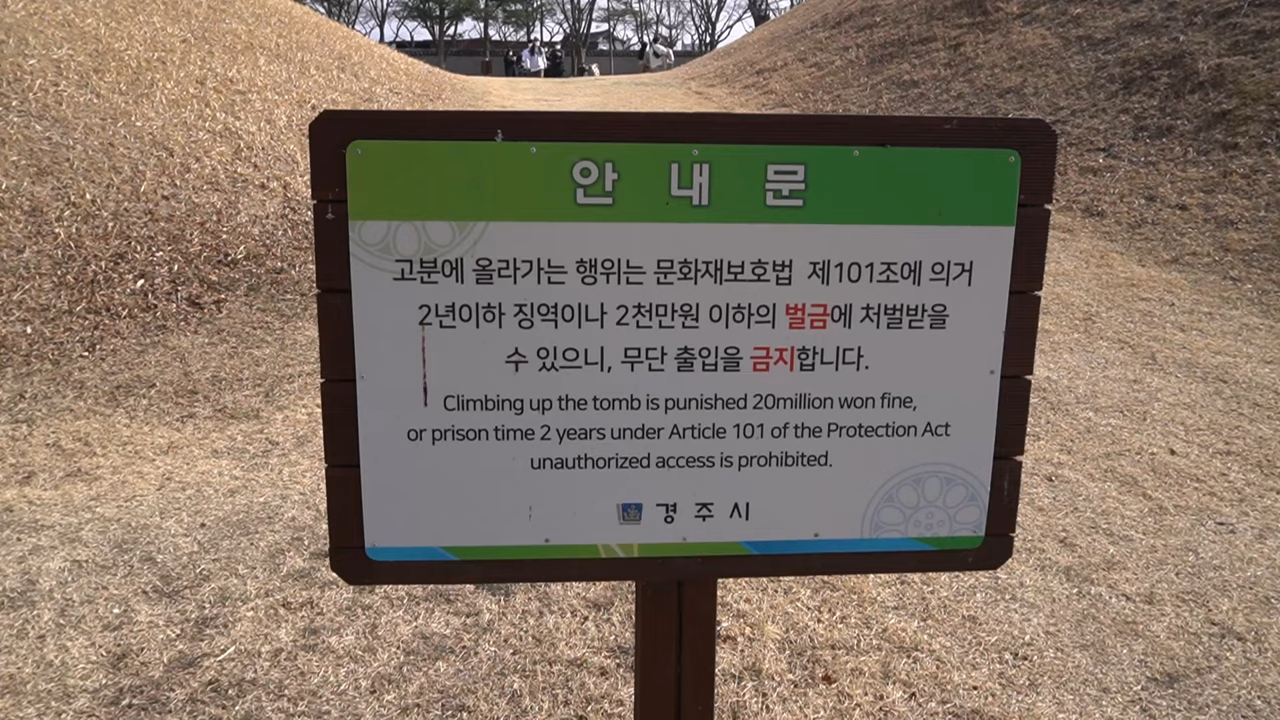 안 내 문
고분에 올라가는 행위는 문화재보호법 제101조에 의거
2년이하 징역이나 2천만원 이하의 벌금에 처벌받을
수 있으니, 무단 출입을 금지합니다.
Climbing up the tomb is punished 20million won fine,
or prison time 2 years under Article 101 of the Protection Act
unauthorized access is prohibited.
경 주 시